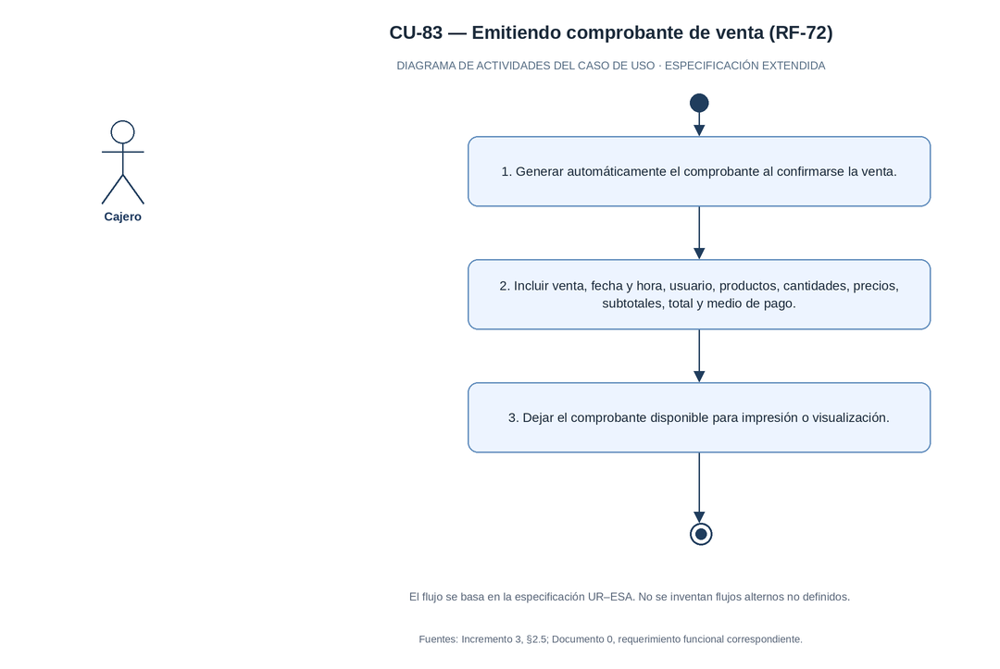 CU-83 — Emitiendo comprobante de venta (RF-72)
DIAGRAMA DE ACTIVIDADES DEL CASO DE USO · ESPECIFICACIÓN EXTENDIDA
Cajero
1. Generar automáticamente el comprobante al confirmarse la venta.
2. Incluir venta, fecha y hora, usuario, productos, cantidades, precios,
subtotales, total y medio de pago.
3. Dejar el comprobante disponible para impresión o visualización.
El flujo se basa en la especificación UR–ESA. No se inventan flujos alternos no definidos.
Fuentes: Incremento 3, §2.5; Documento 0, requerimiento funcional correspondiente.